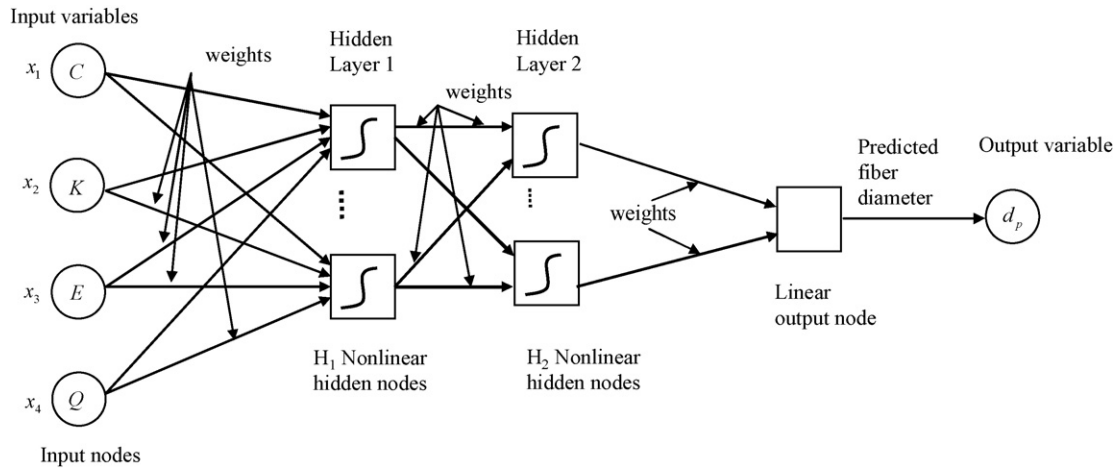 Input variables
x₁ C
x₂ K
x₃ E
x₄ Q
Input nodes
weights
Hidden
Layer 1
H₁ Nonlinear
hidden nodes
weights
Hidden
Layer 2
H₂ Nonlinear
hidden nodes
weights
Linear
output node
Predicted
fiber
diameter
Output variable
dₚ